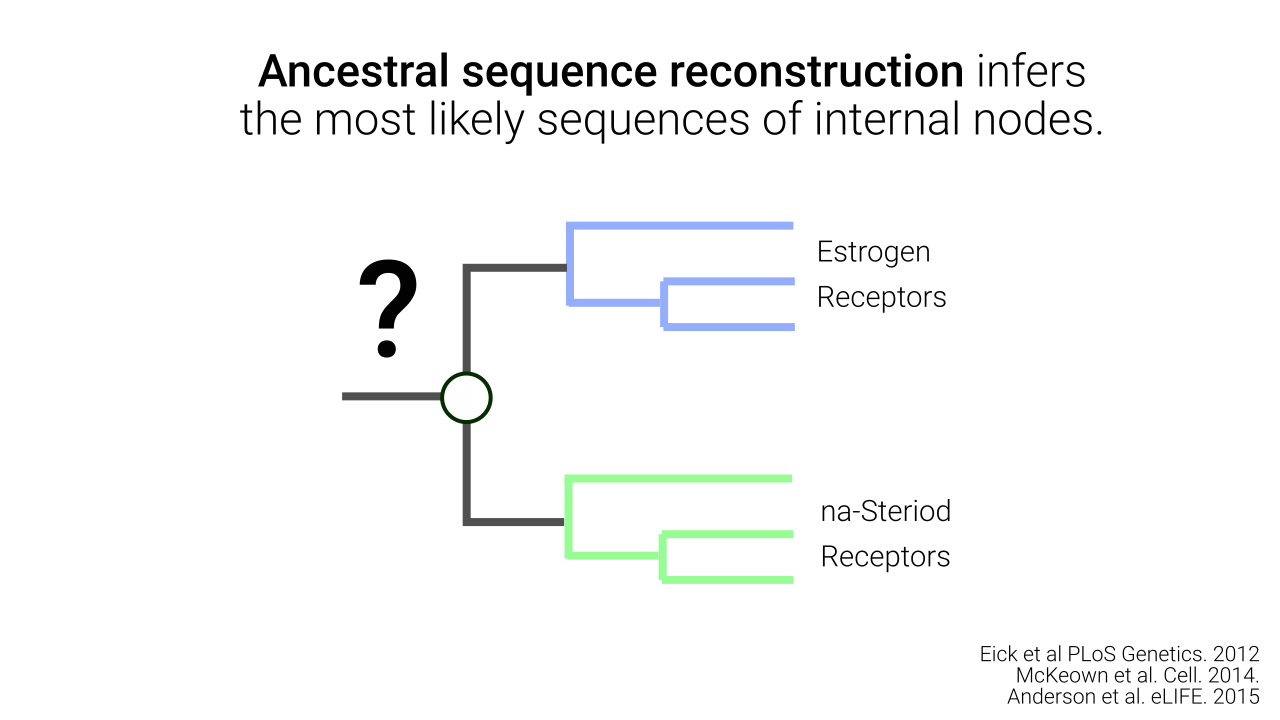 Ancestral sequence reconstruction infers
the most likely sequences of internal nodes.
?
Estrogen
Receptors
na-Steriod
Receptors
Eick et al PLoS Genetics. 2012
McKeown et al. Cell. 2014.
Anderson et al. eLIFE. 2015